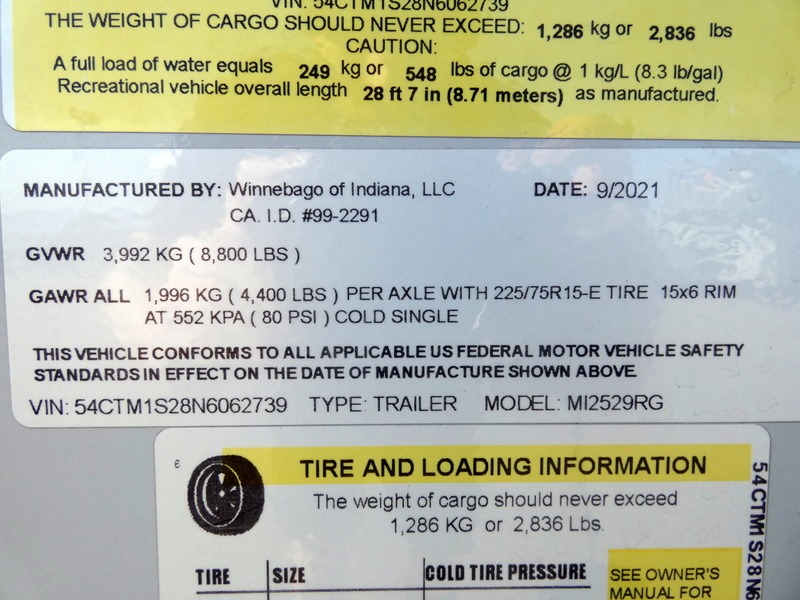 VIN: 54CTM1S28N6062739
THE WEIGHT OF CARGO SHOULD NEVER EXCEED: 1,286 kg or 2,836 lbs
CAUTION:
A full load of water equals 249 kg or 548 lbs of cargo @ 1 kg/L (8.3 lb/gal)
Recreational vehicle overall length 28 ft 7 in (8.71 meters) as manufactured.
MANUFACTURED BY: Winnebago of Indiana, LLC DATE: 9/2021
CA. I.D. #99-2291
GVWR 3,992 KG ( 8,800 LBS )
GAWR ALL 1,996 KG ( 4,400 LBS ) PER AXLE WITH 225/75R15-E TIRE 15x6 RIM
AT 552 KPA ( 80 PSI ) COLD SINGLE
THIS VEHICLE CONFORMS TO ALL APPLICABLE US FEDERAL MOTOR VEHICLE SAFETY
STANDARDS IN EFFECT ON THE DATE OF MANUFACTURE SHOWN ABOVE.
VIN: 54CTM1S28N6062739 TYPE: TRAILER MODEL: MI2529RG
6
TIRE AND LOADING INFORMATION
The weight of cargo should never exceed
1,286 KG or 2,836 Lbs.
TIRE SIZE COLD TIRE PRESSURE
SEE OWNER'S
MANUAL FOR
54CTM1S28N6